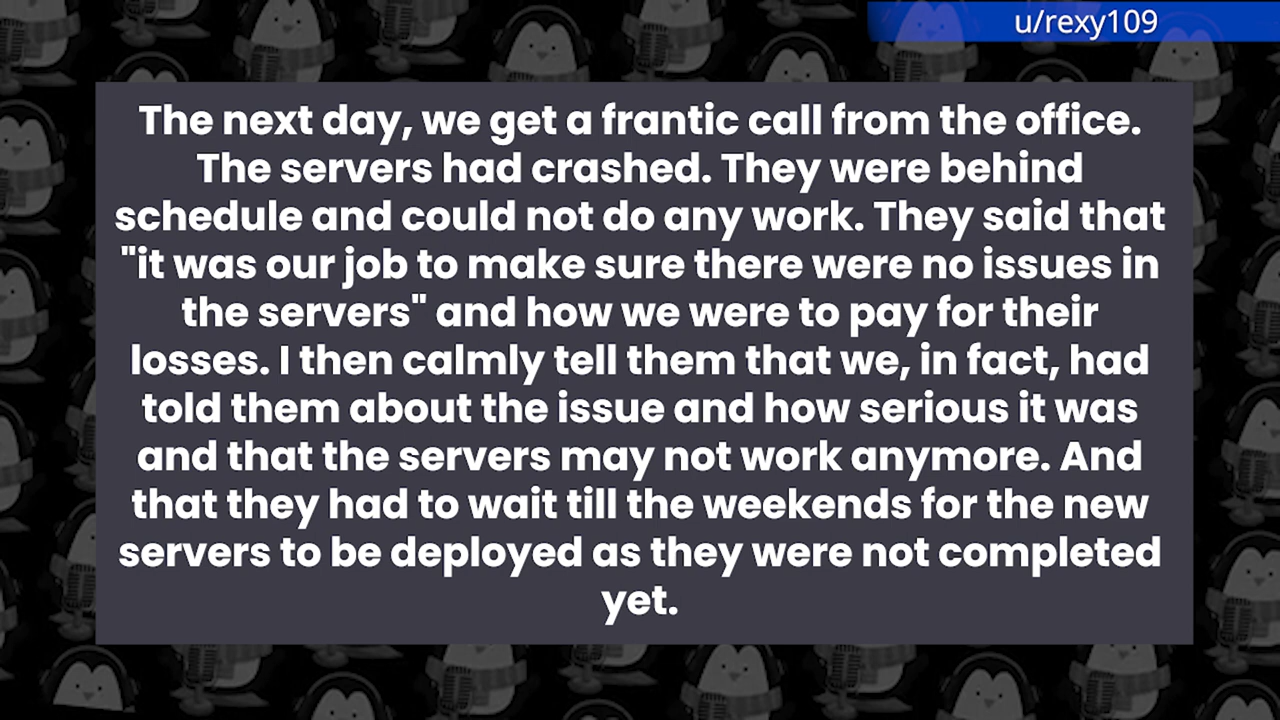 u/rexy109
The next day, we get a frantic call from the office.
The servers had crashed. They were behind
schedule and could not do any work. They said that
"it was our job to make sure there were no issues in
the servers" and how we were to pay for their
losses. I then calmly tell them that we, in fact, had
told them about the issue and how serious it was
and that the servers may not work anymore. And
that they had to wait till the weekends for the new
servers to be deployed as they were not completed
yet.